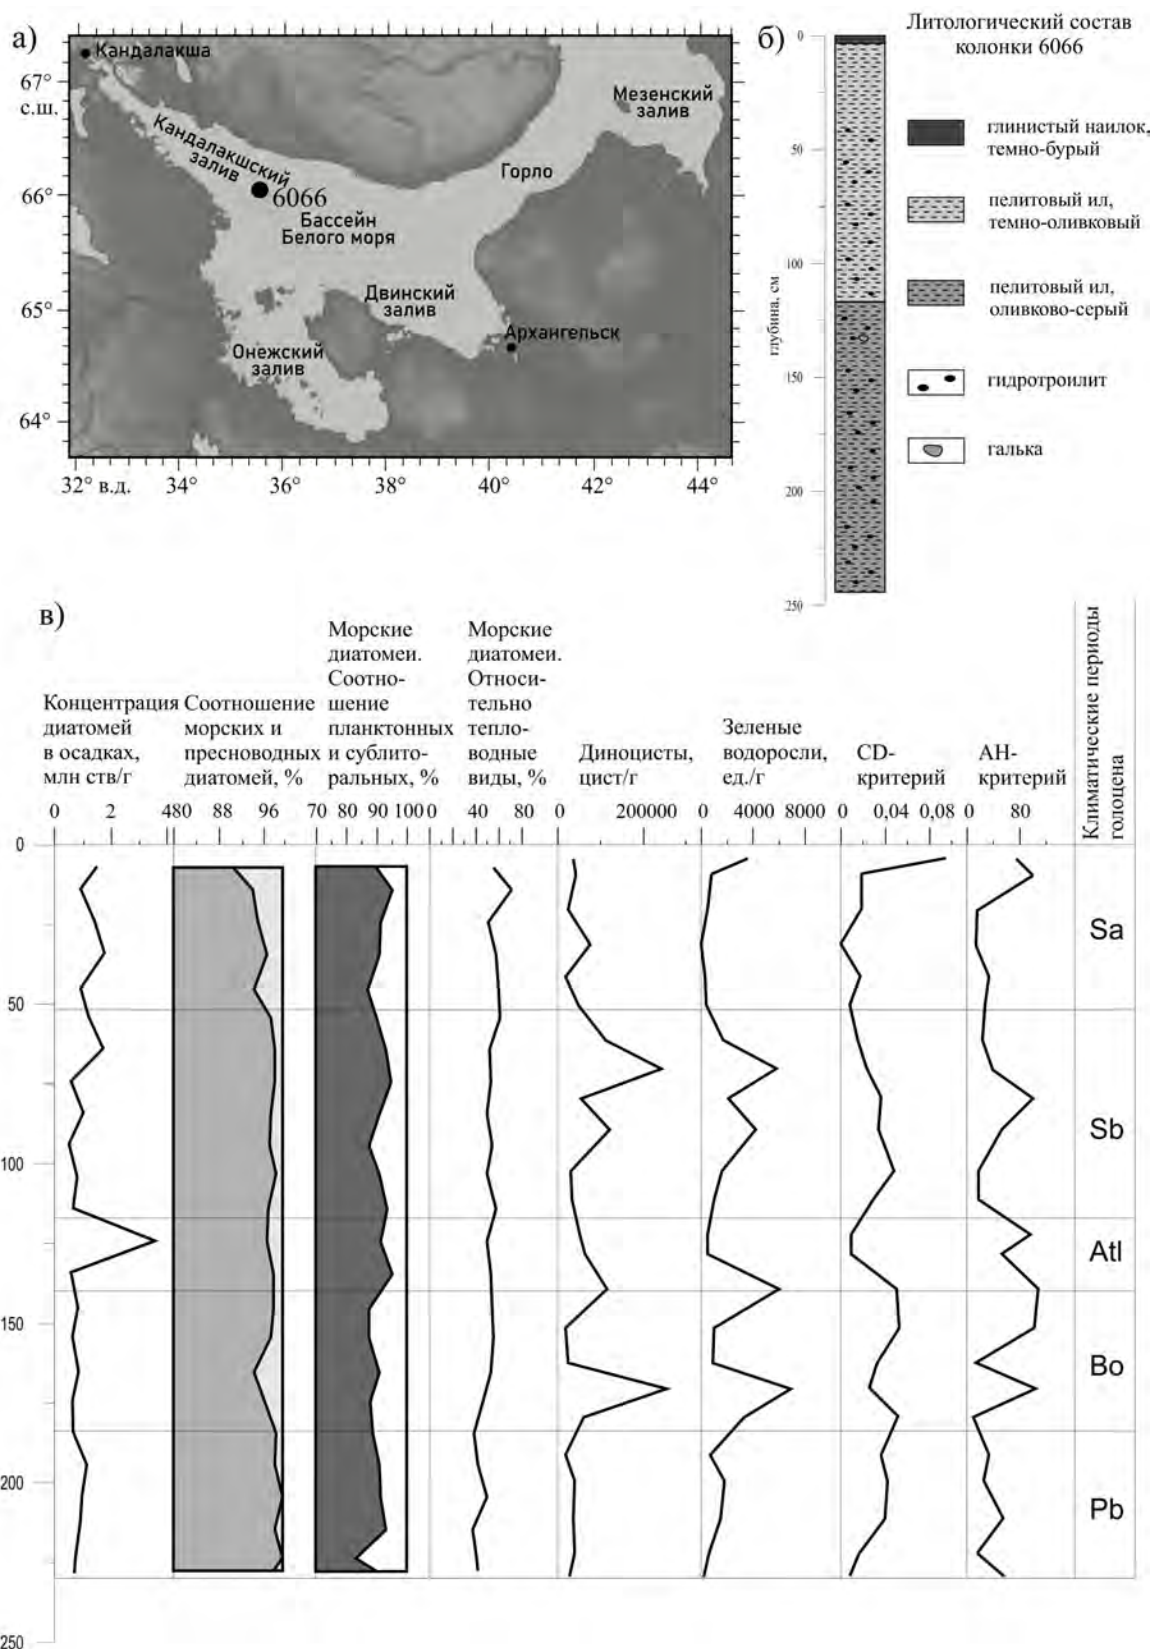 а)
Кандалакша
67°
с.ш.
66°
65°
64°
32° в.д.
34°
36°
38°
40°
42°
44°
Кандалакшский
залив
6066
Бассейн
Белого моря
Горло
Мезенский
залив
Двинский
залив
Архангельск
Онежский
залив
б)
0
50
100
150
200
250
глубина, см
Литологический состав
колонки 6066
глинистый наилок,
темно-бурый
пелитовый ил,
темно-оливковый
пелитовый ил,
оливково-серый
гидротроилит
галька
в)
Концентрация
диатомей
в осадках,
млн ств/г
Соотношение
морских и
пресноводных
диатомей, %
Морские
диатомеи.
Соотно-
шение
планктонных
и сублито-
ральных, %
Морские
диатомеи.
Относи-
тельно
тепло-
водные
виды, %
Диноцисты,
цист/г
Зеленые
водоросли,
ед./г
CD-
критерий
AH-
критерий
Климатические периоды
голоцена
0 2 480 88 96 70 80 90 1000 40 80 0 200000 0 4000 8000 0 0,04 0,08 0 80
0
50
100
150
200
250
Sa
Sb
Atl
Bo
Pb